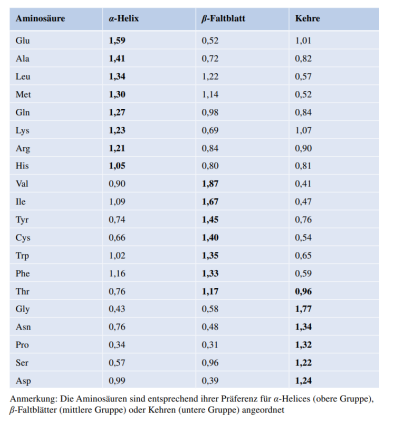 Aminosäure α-Helix β-Faltblatt Kehre
Glu 1,59 0,52 1,01
Ala 1,41 0,72 0,82
Leu 1,34 1,22 0,57
Met 1,30 1,14 0,52
Gln 1,27 0,98 0,84
Lys 1,23 0,69 1,07
Arg 1,21 0,84 0,90
His 1,05 0,80 0,81
Val 0,90 1,87 0,41
Ile 1,09 1,67 0,47
Tyr 0,74 1,45 0,76
Cys 0,66 1,40 0,54
Trp 1,02 1,35 0,65
Phe 1,16 1,33 0,59
Thr 0,76 1,17 0,96
Gly 0,43 0,58 1,77
Asn 0,76 0,48 1,34
Pro 0,34 0,31 1,32
Ser 0,57 0,96 1,22
Asp 0,99 0,39 1,24
Anmerkung: Die Aminosäuren sind entsprechend ihrer Präferenz für α-Helices (obere Gruppe),
β-Faltblätter (mittlere Gruppe) oder Kehren (untere Gruppe) angeordnet